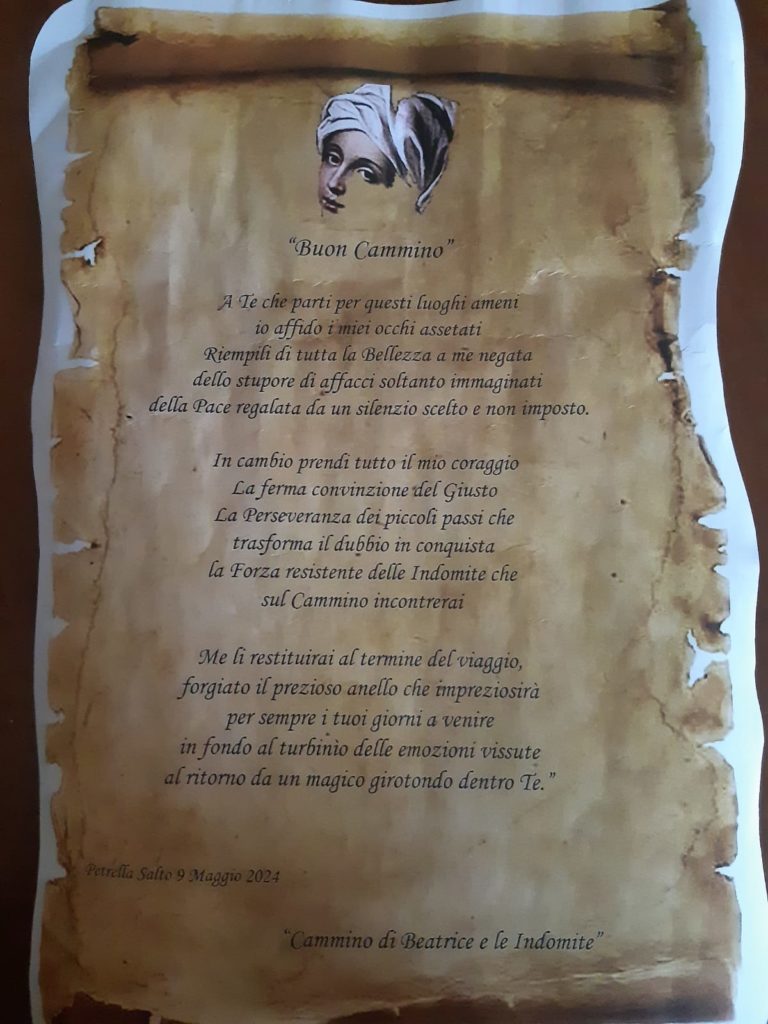 “Buon Cammino”
A Te che parti per questi luoghi ameni
io affido i miei occhi assetati
Riempili di tutta la Bellezza a me negata
dello stupore di affacci soltanto immaginati
della Pace regalata da un silenzio scelto e non imposto.
In cambio prendi tutto il mio coraggio
La ferma convinzione del Giusto
La Perseveranza dei piccoli passi che
trasforma il dubbio in conquista
la Forza resistente delle Indomite che
sul Cammino incontrerai
Me li restituirai al termine del viaggio,
forgiato il prezioso anello che impreziosirà
per sempre i tuoi giorni a venire
in fondo al turbinio delle emozioni vissute
al ritorno da un magico girotondo dentro Te.”
Petrella Salto 9 Maggio 2024
“Cammino di Beatrice e le Indomite”